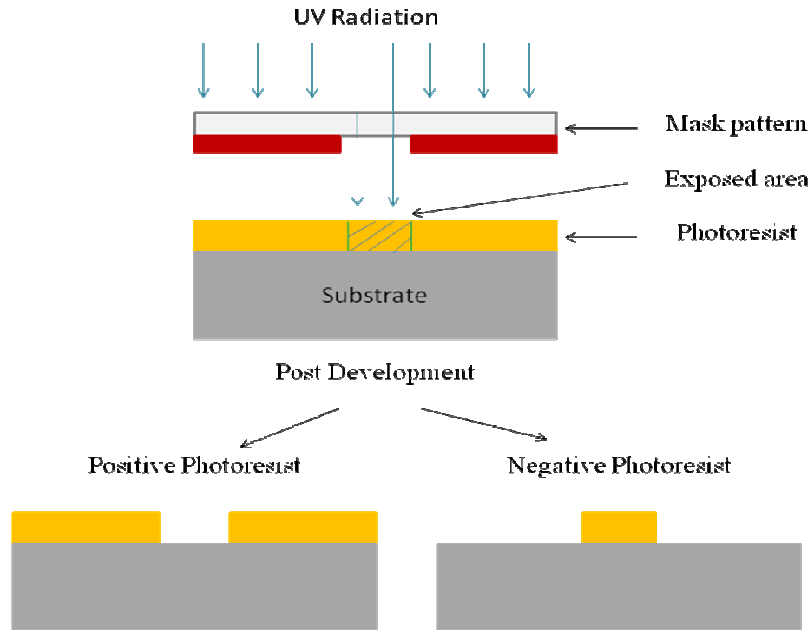 UV Radiation
Mask pattern
Exposed area
Photoresist
Substrate
Post Development
Positive Photoresist
Negative Photoresist